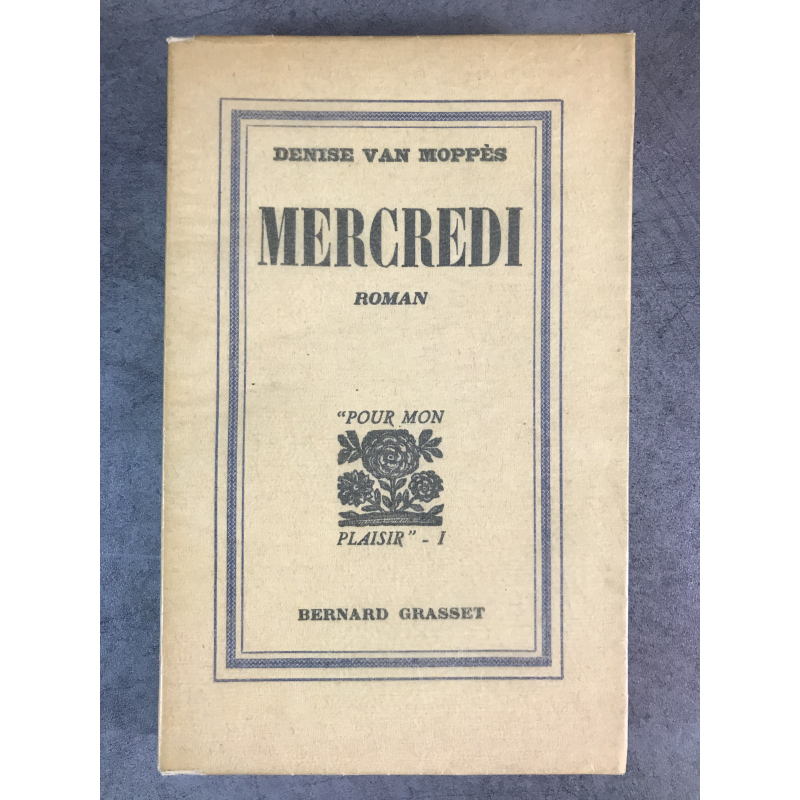 DENISE VAN MOPPÈS
MERCREDI
ROMAN
"POUR MON
PLAISIR" - I
BERNARD GRASSET